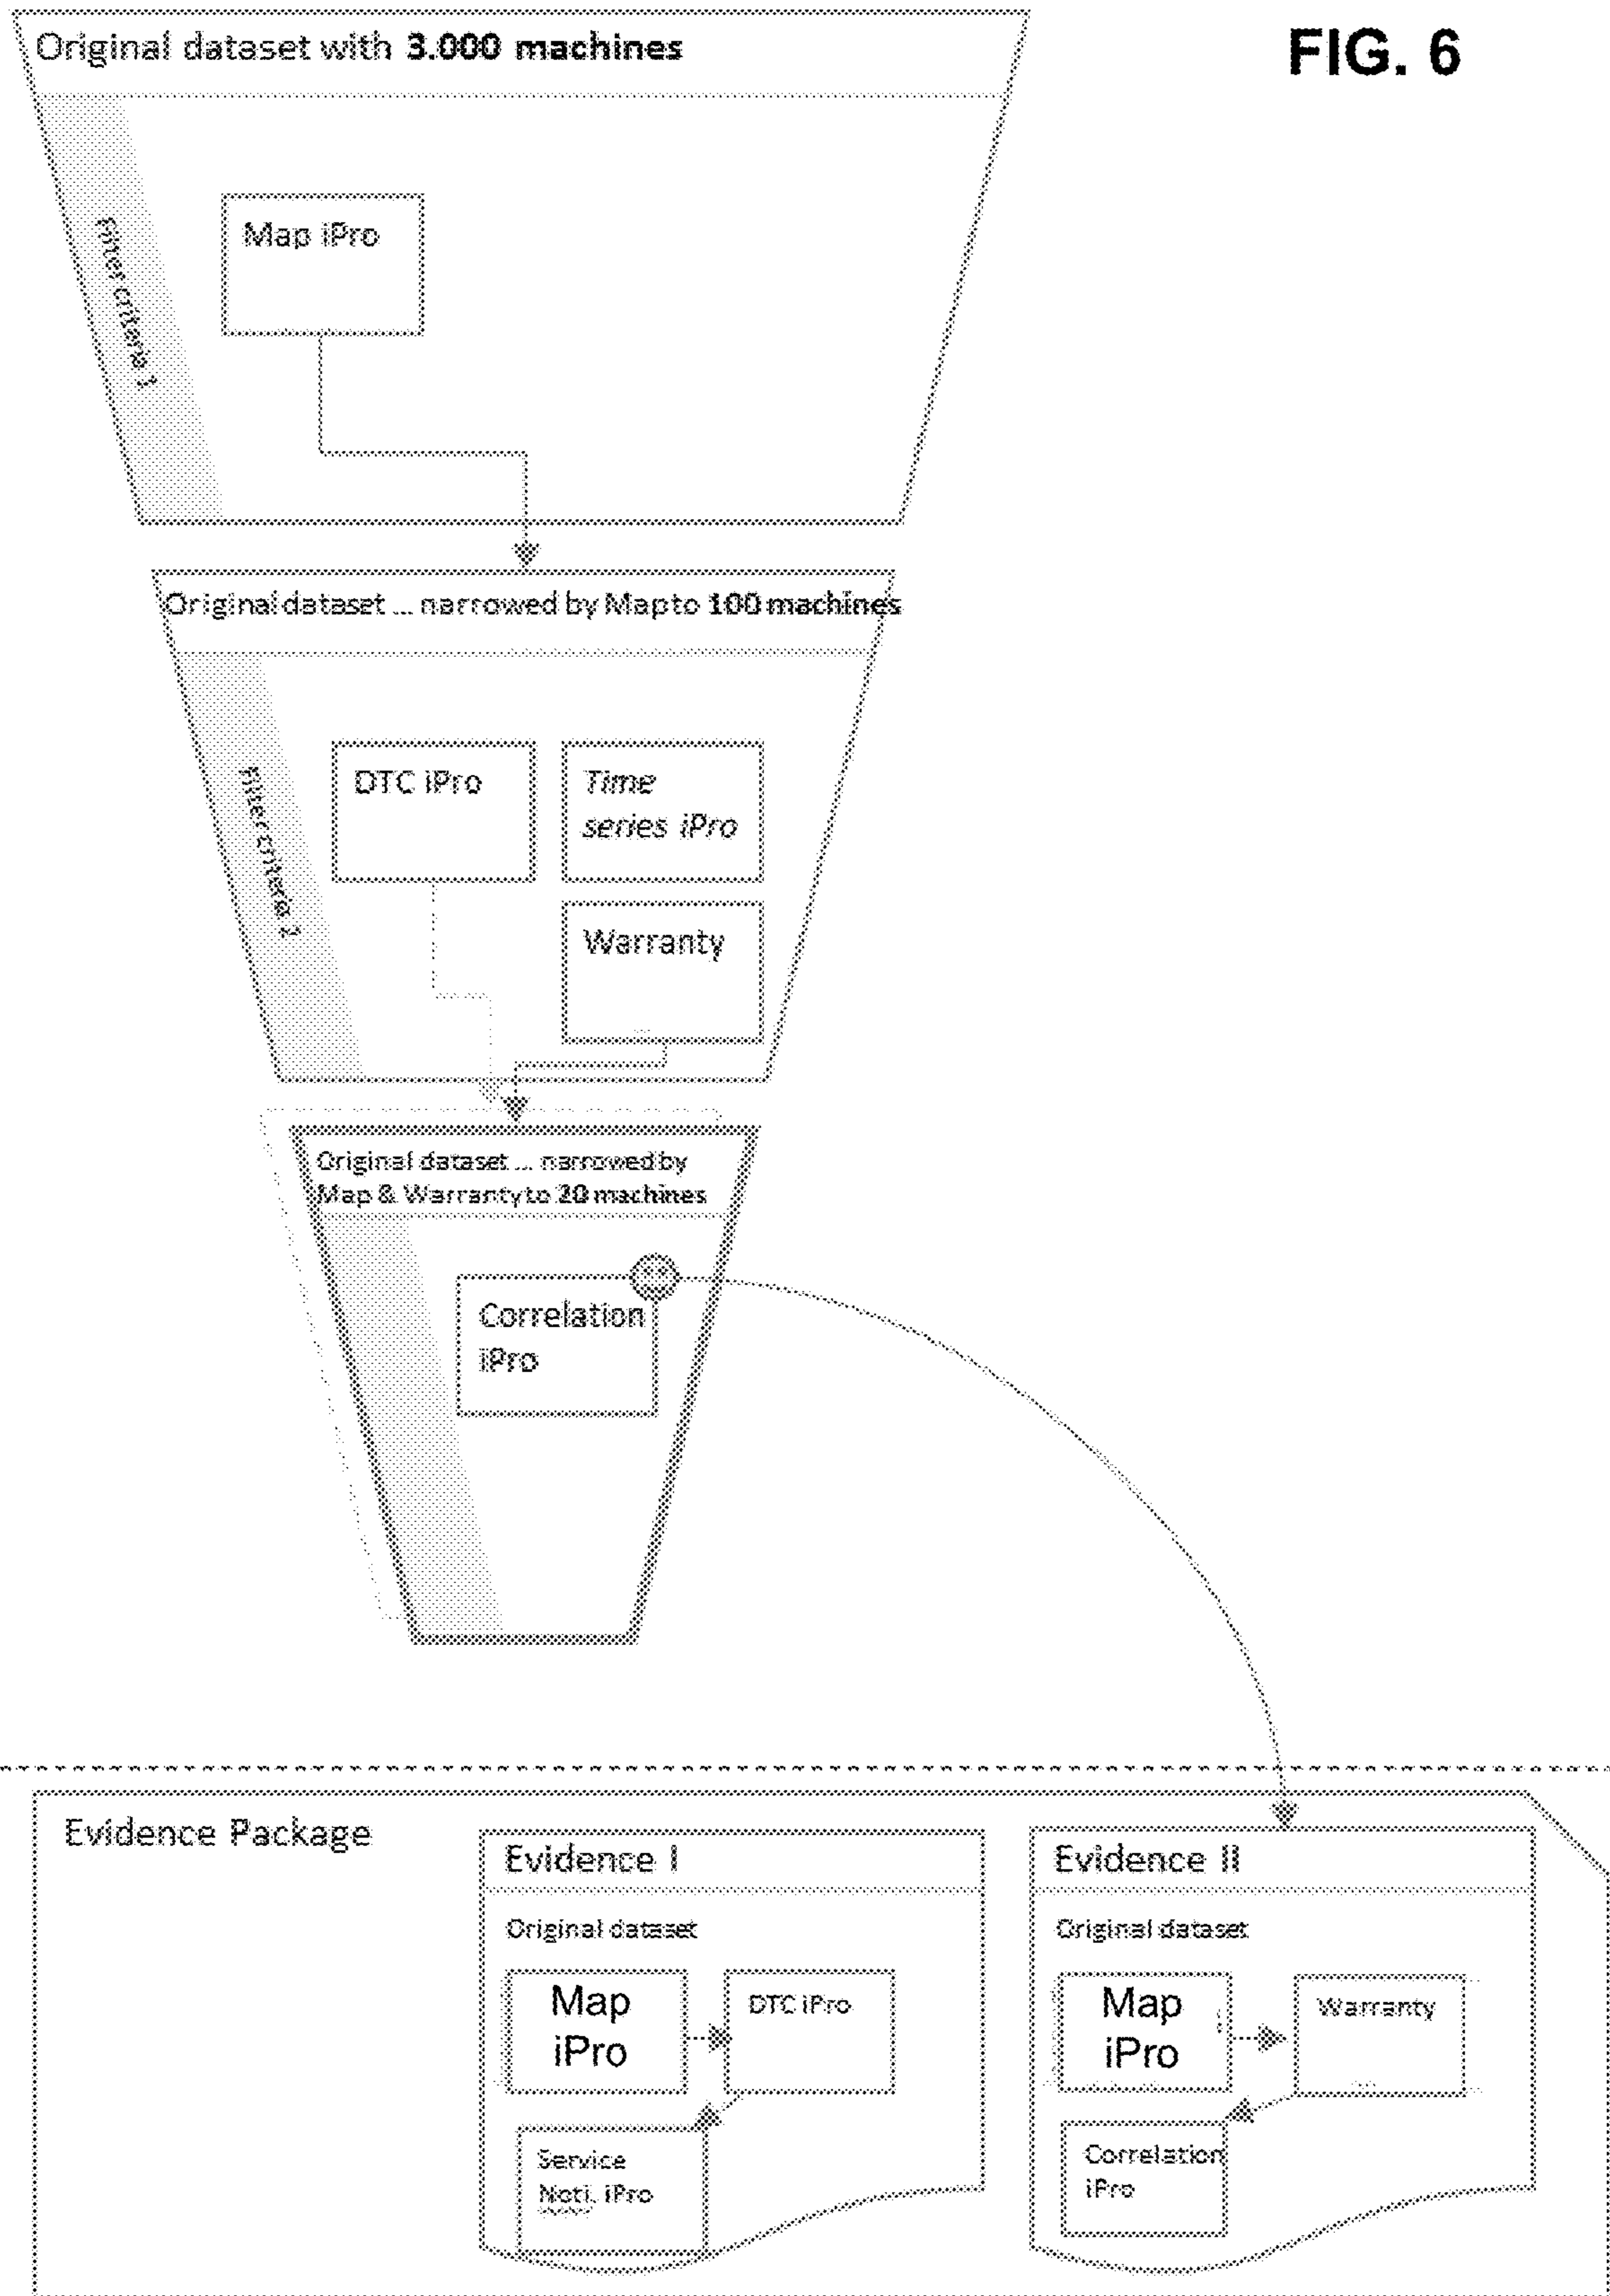 FIG. 6
Original dataset with 3.000 machines
Filter criteria 1
Map iPro
Original dataset ... narrowed by Map to 100 machines
Filter criteria 2
DTC iPro
Time
series iPro
Warranty
...
Original dataset ... narrowed by
Map & Warranty to 20 machines
Correlation
iPro
Evidence Package
Evidence I
Original dataset
Map
iPro
DTC iPro
Service
Noti. iPro
Evidence II
Original dataset
Map
iPro
Warranty
...
Correlation
iPro